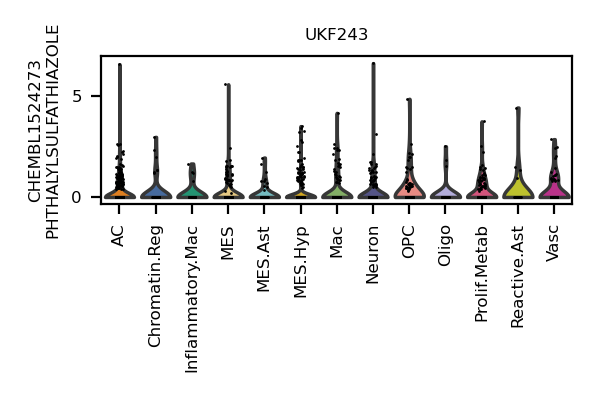 UKF243
CHEMBL1524273
PHTHALYLSULFATHIAZOLE
5
0
AC
Chromatin.Reg
Inflammatory.Mac
MES
MES.Ast
MES.Hyp
Mac
Neuron
OPC
Oligo
Prolif.Metab
Reactive.Ast
Vasc